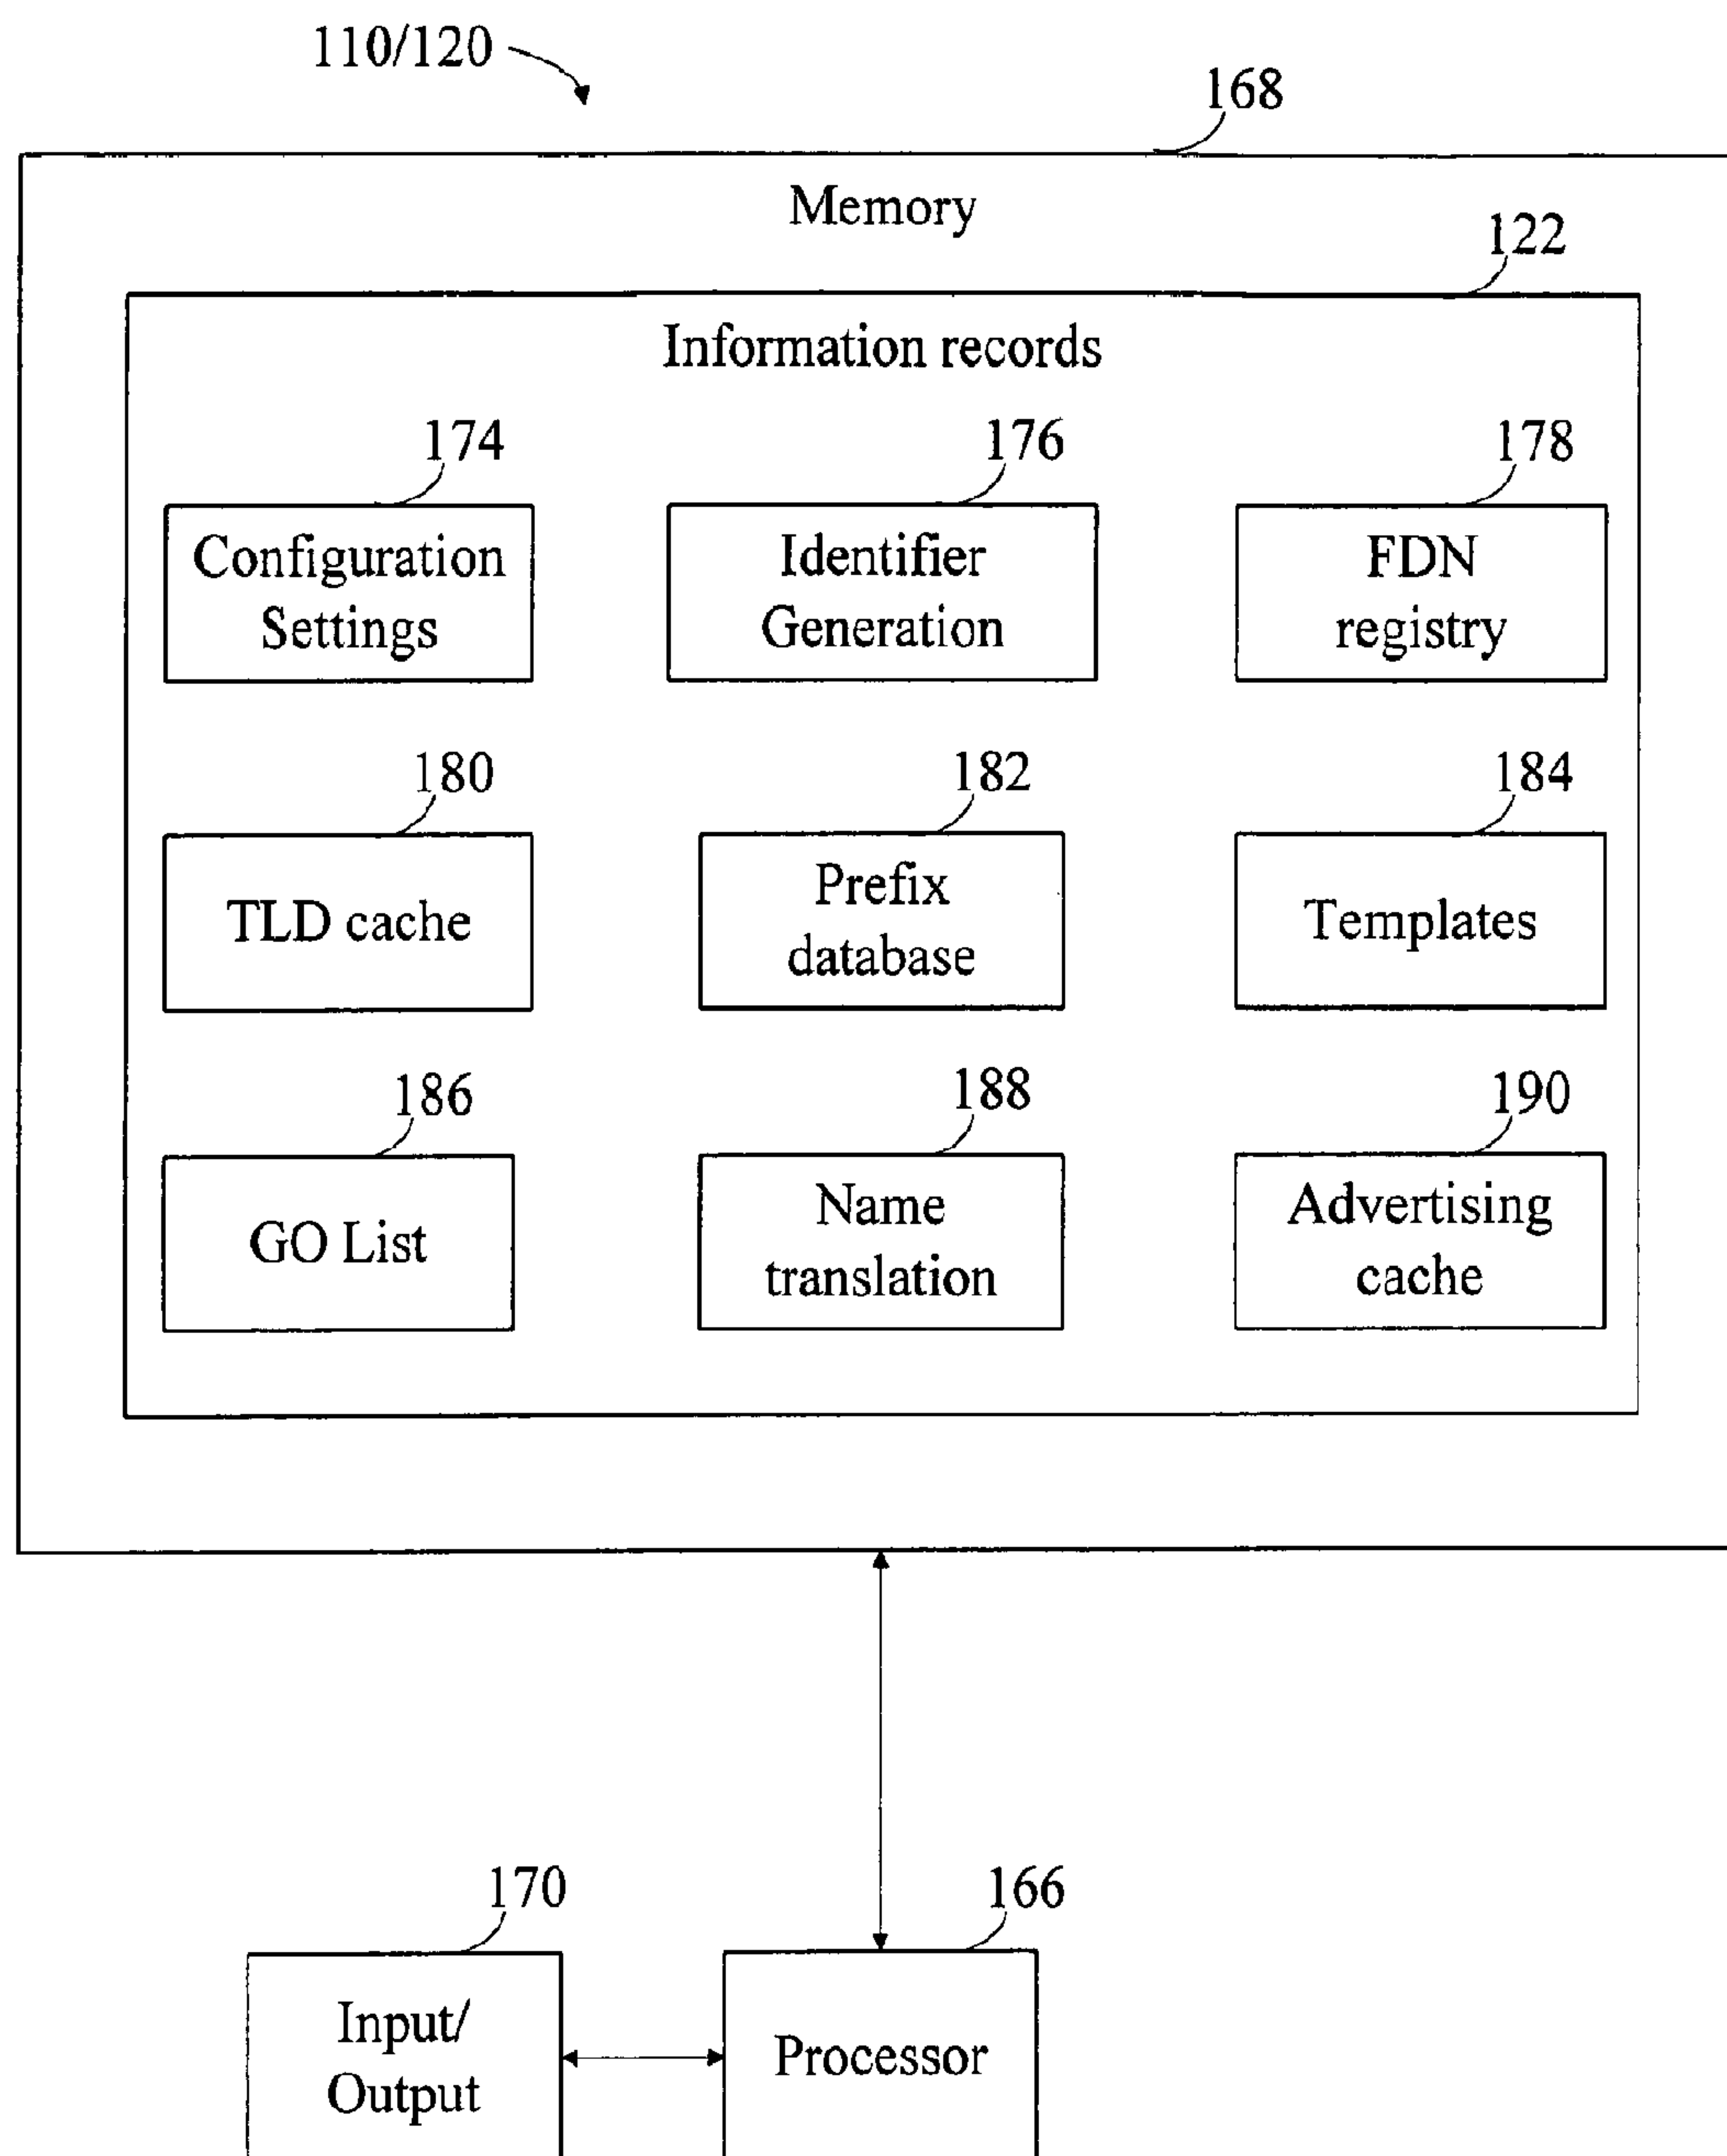 110/120
168
Memory
122
Information records
174
176
178
Configuration
Settings
Identifier
Generation
FDN
registry
180
182
184
TLD cache
Prefix
database
Templates
186
188
190
GO List
Name
translation
Advertising
cache
170
166
Input/
Output
Processor